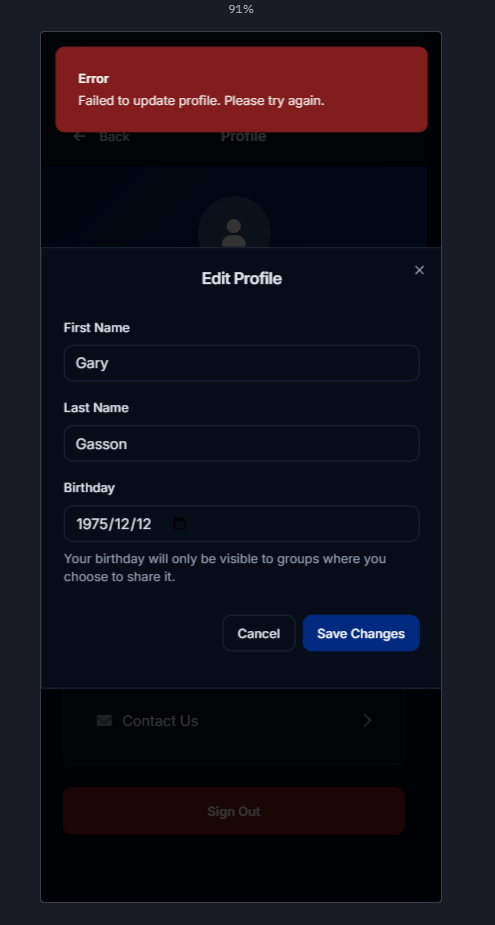 91%
Error
Failed to update profile. Please try again.
Back
Profile
Edit Profile
First Name
Gary
Last Name
Gasson
Birthday
1975/12/12
Your birthday will only be visible to groups where you
choose to share it.
Cancel
Save Changes
Contact Us
Sign Out